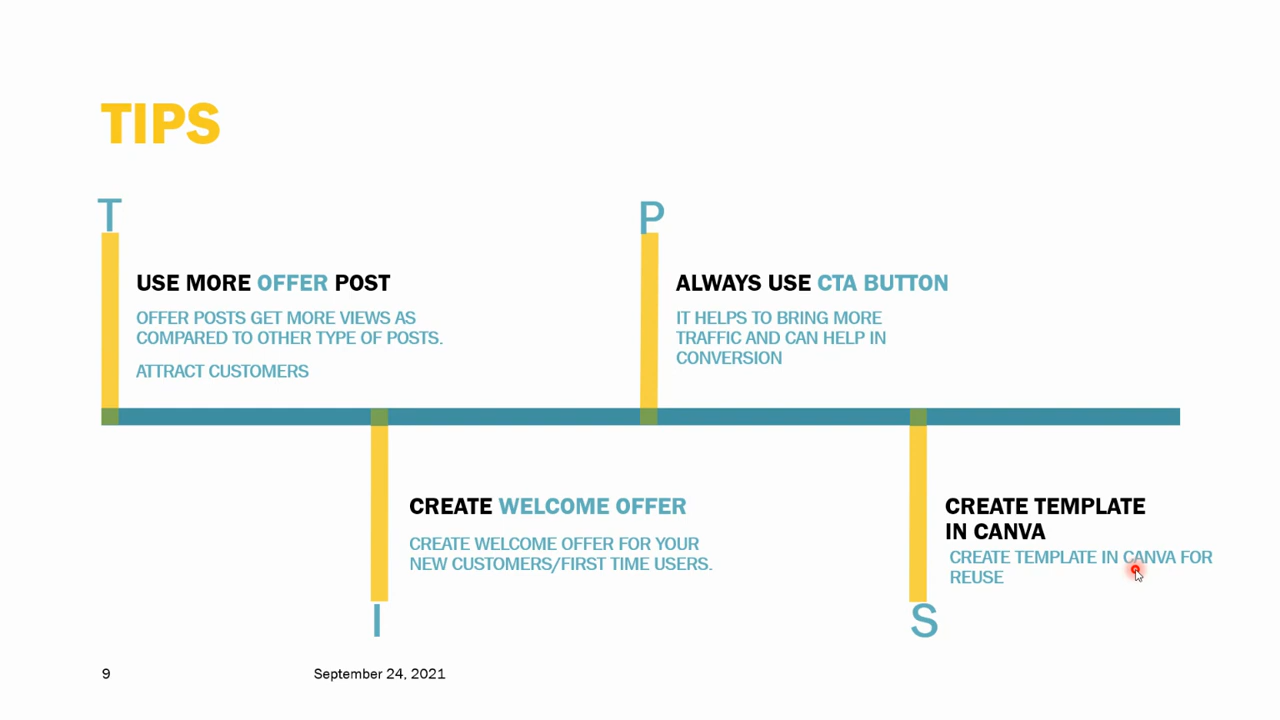 TIPS
T
USE MORE OFFER POST
OFFER POSTS GET MORE VIEWS AS
COMPARED TO OTHER TYPE OF POSTS.
ATTRACT CUSTOMERS
P
ALWAYS USE CTA BUTTON
IT HELPS TO BRING MORE
TRAFFIC AND CAN HELP IN
CONVERSION
CREATE WELCOME OFFER
CREATE WELCOME OFFER FOR YOUR
NEW CUSTOMERS/FIRST TIME USERS.
I
CREATE TEMPLATE
IN CANVA
CREATE TEMPLATE IN CANVA FOR
REUSE
S
9
September 24, 2021